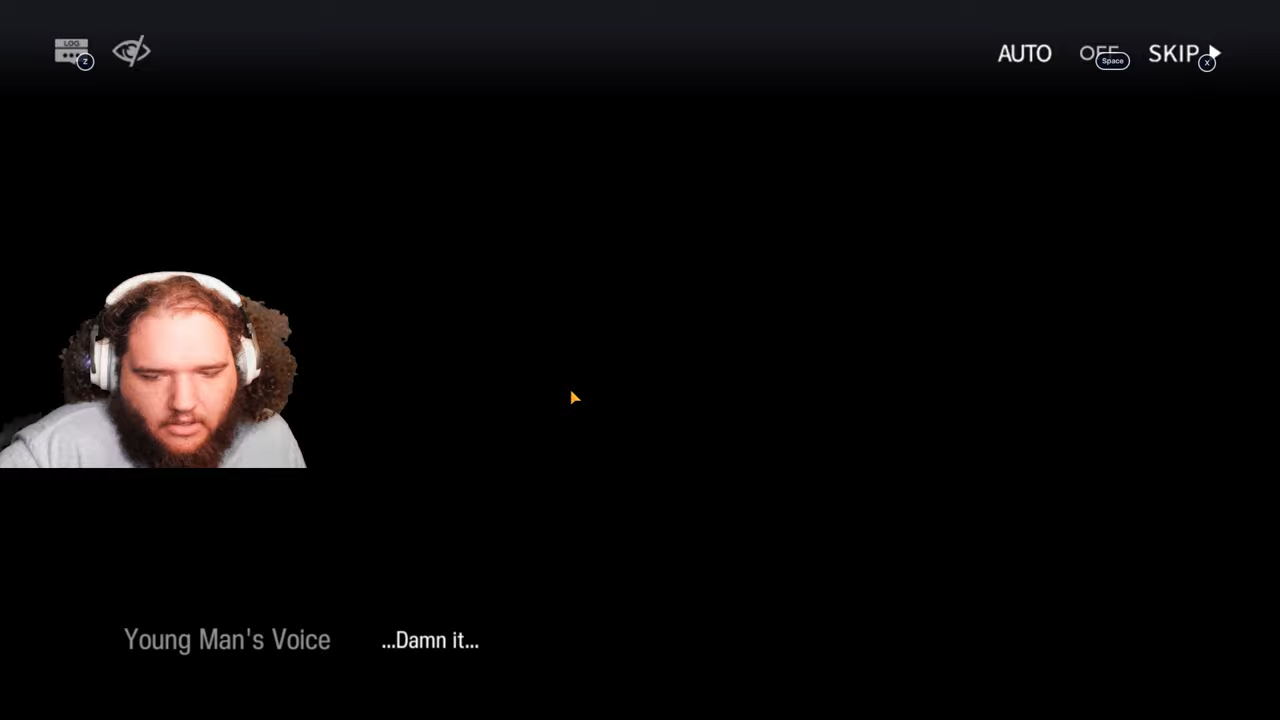 LOG
Z
AUTO OFF SKIP
Space
X
Young Man's Voice ...Damn it...